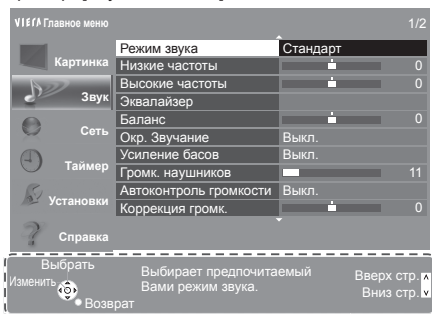 VIErA Главное меню 1/2
Картинка
Звук
Сеть
Таймер
Установки
Справка
Режим звука Стандарт
Низкие частоты 0
Высокие частоты 0
Эквалайзер
Баланс 0
Окр. Звучание Выкл.
Усиление басов Выкл.
Громк. наушников 11
Автоконтроль громкости Выкл.
Коррекция громк. 0
Выбрать
Изменить
Возврат
Выбирает предпочитаемый
Вами режим звука.
Вверх стр.
Вниз стр.